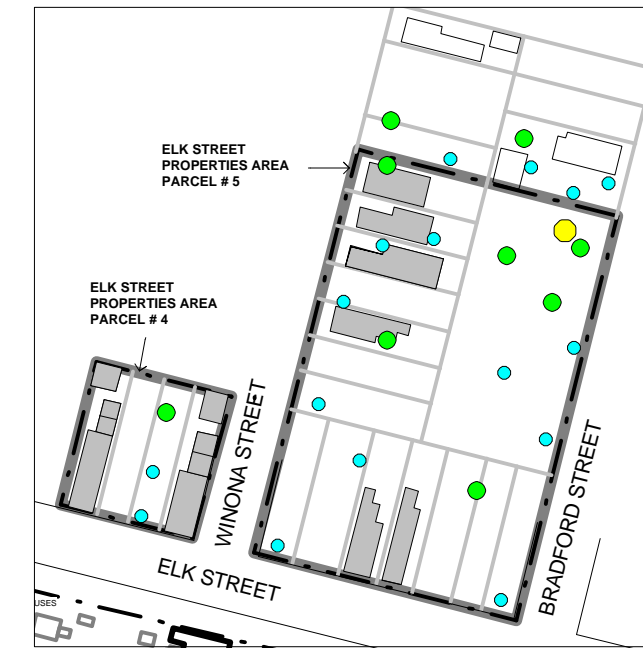 ELK STREET
PROPERTIES AREA
PARCEL # 5
ELK STREET
PROPERTIES AREA
PARCEL # 4
WINONA STREET
BRADFORD STREET
ELK STREET
USES